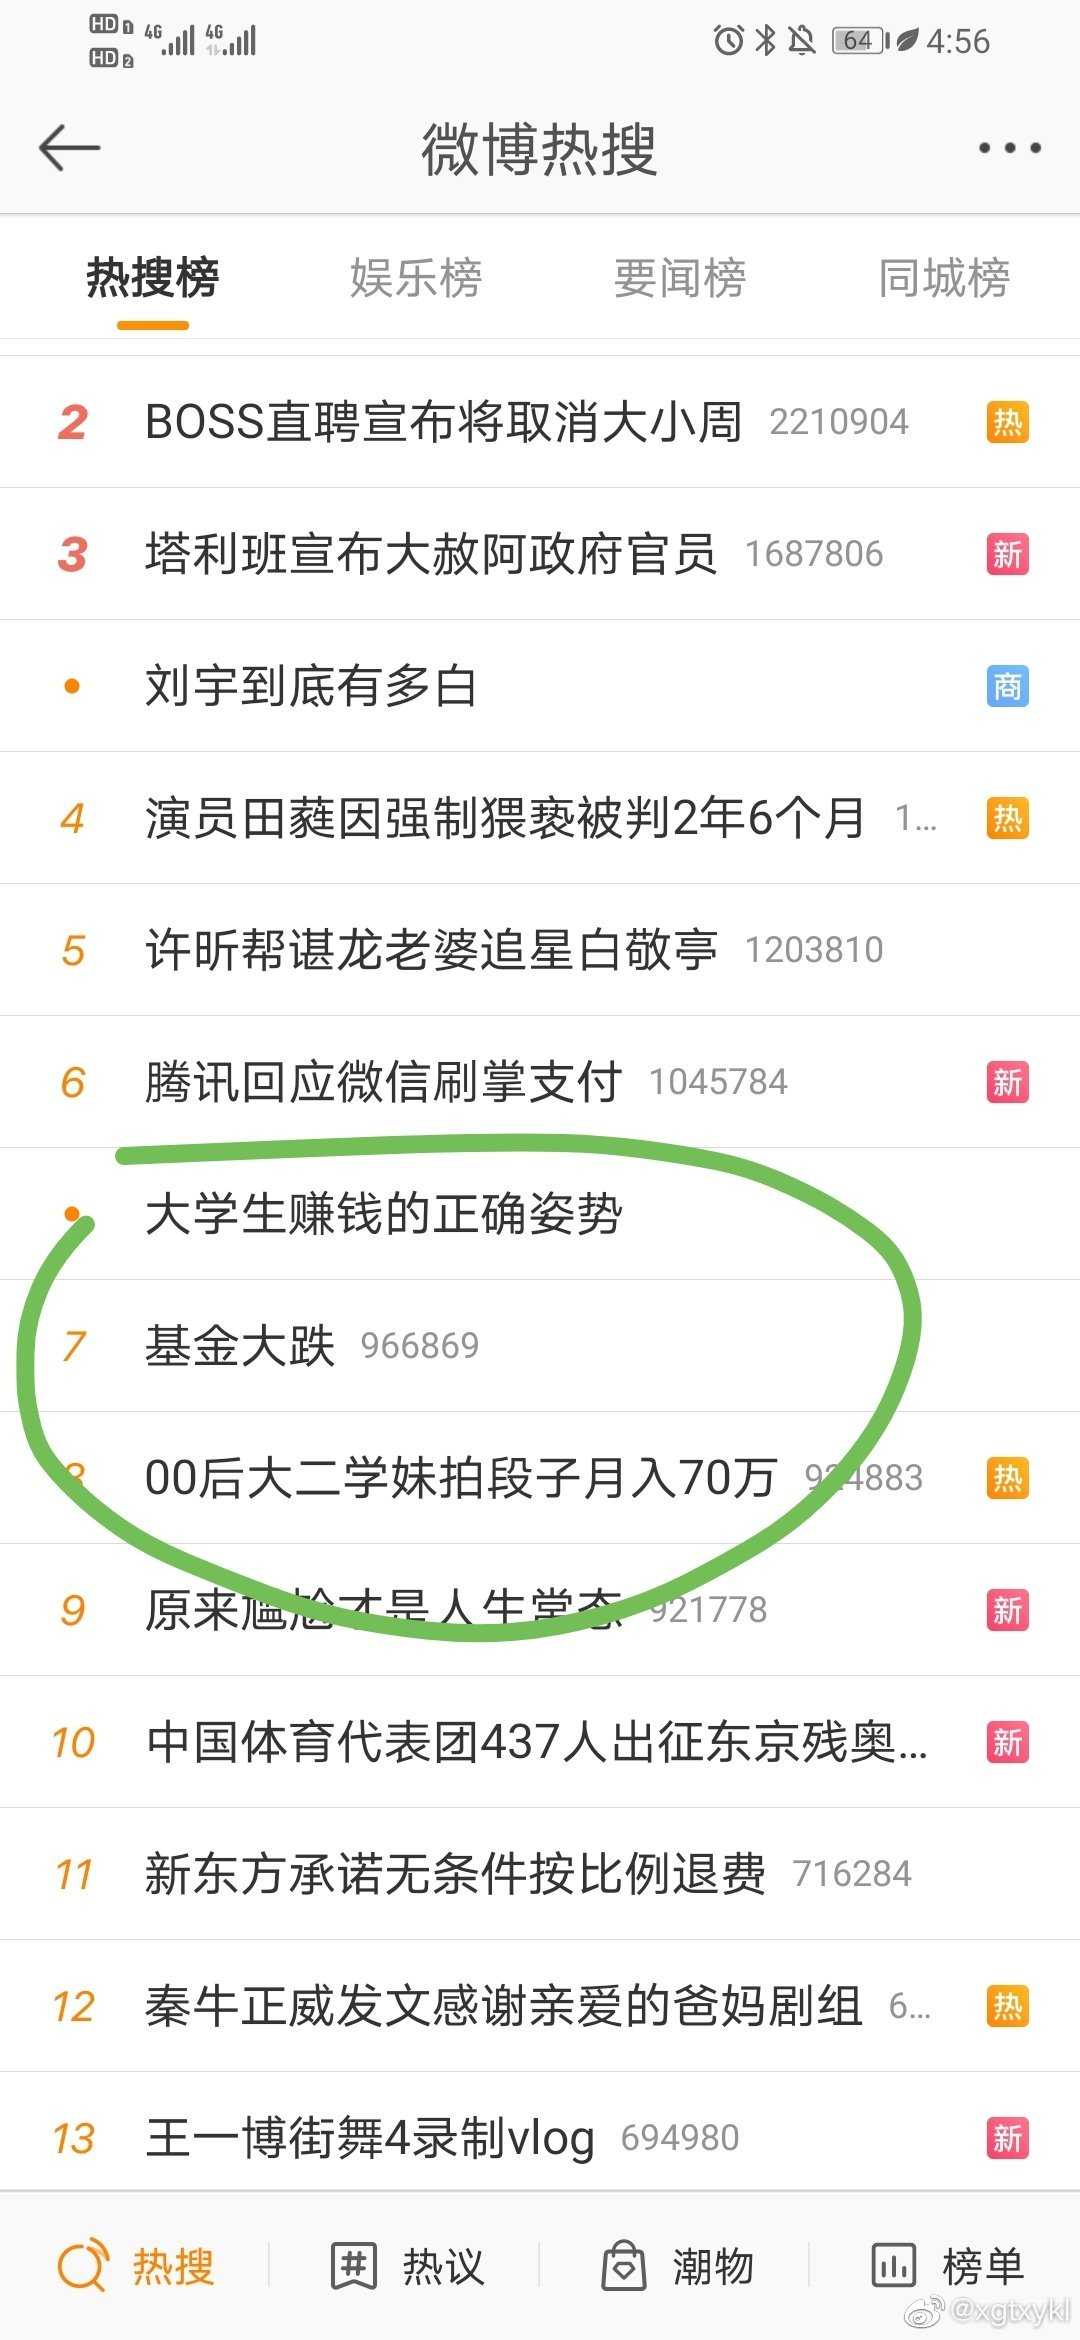 HD 1 4G 4G 64 4:56
HD 2
微博热搜
热搜榜 娱乐榜 要闻榜 同城榜
2 BOSS直聘宣布将取消大小周 2210904 热
3 塔利班宣布大赦阿政府官员 1687806 新
刘宇到底有多白 商
4 演员田蕤因强制猥亵被判2年6个月 1... 热
5 许昕帮谌龙老婆追星白敬亭 1203810
6 腾讯回应微信刷掌支付 1045784 新
大学生赚钱的正确姿势
7 基金大跌 966869
8 00后大二学妹拍段子月入70万 924883 热
9 原来尴尬才是人生常态 921778 新
10 中国体育代表团437人出征东京残奥... 新
11 新东方承诺无条件按比例退费 716284
12 秦牛正威发文感谢亲爱的爸妈剧组 6... 热
13 王一博街舞4录制vlog 694980 新
热搜 热议 潮物 榜单
@xgtxykl